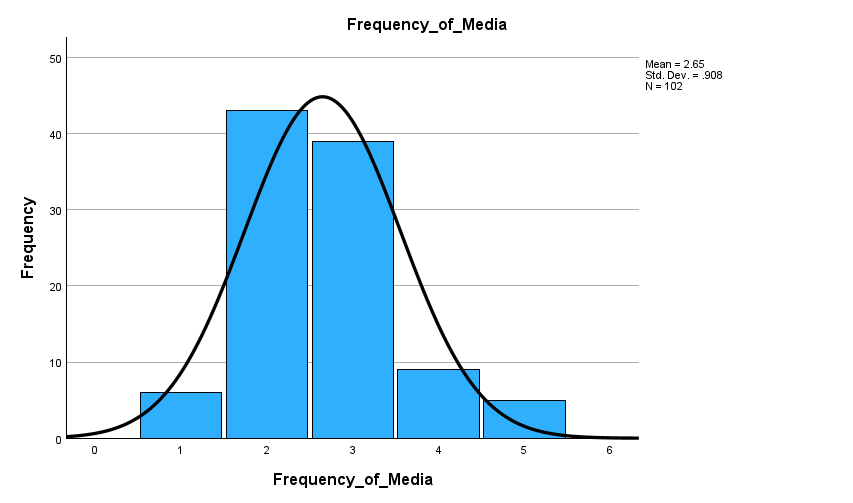 Frequency_of_Media
Mean = 2.65
Std. Dev. = .908
N = 102
50
40
30
20
10
0
Frequency
0 1 2 3 4 5 6
Frequency_of_Media